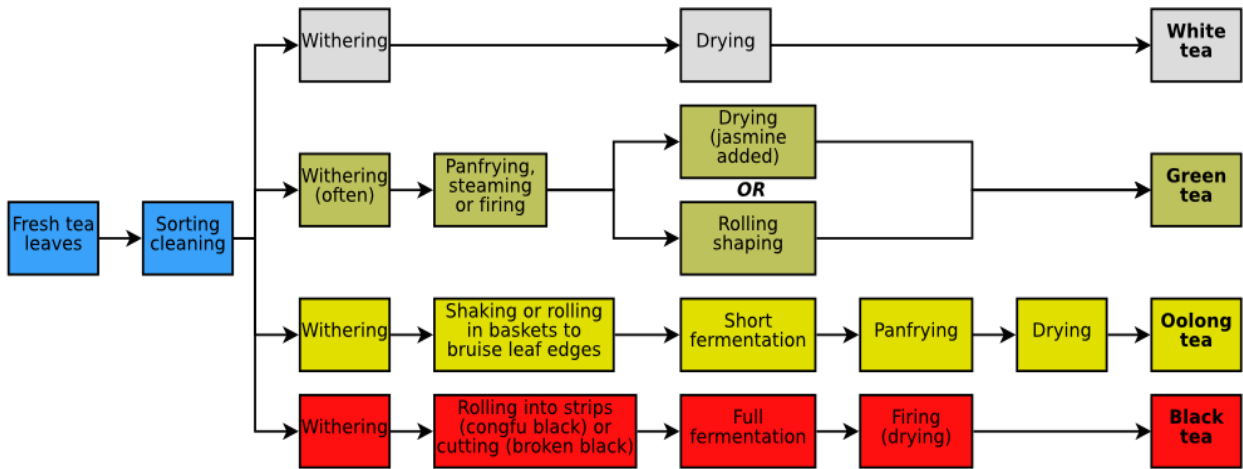 Fresh tea
leaves
Sorting
cleaning
Withering
Drying
White
tea
Withering
(often)
Panfrying,
steaming
or firing
Drying
(jasmine
added)
OR
Rolling
shaping
Green
tea
Withering
Shaking or rolling
in baskets to
bruise leaf edges
Short
fermentation
Panfrying
Drying
Oolong
tea
Withering
Rolling into strips
(congfu black) or
cutting (broken black)
Full
fermentation
Firing
(drying)
Black
tea